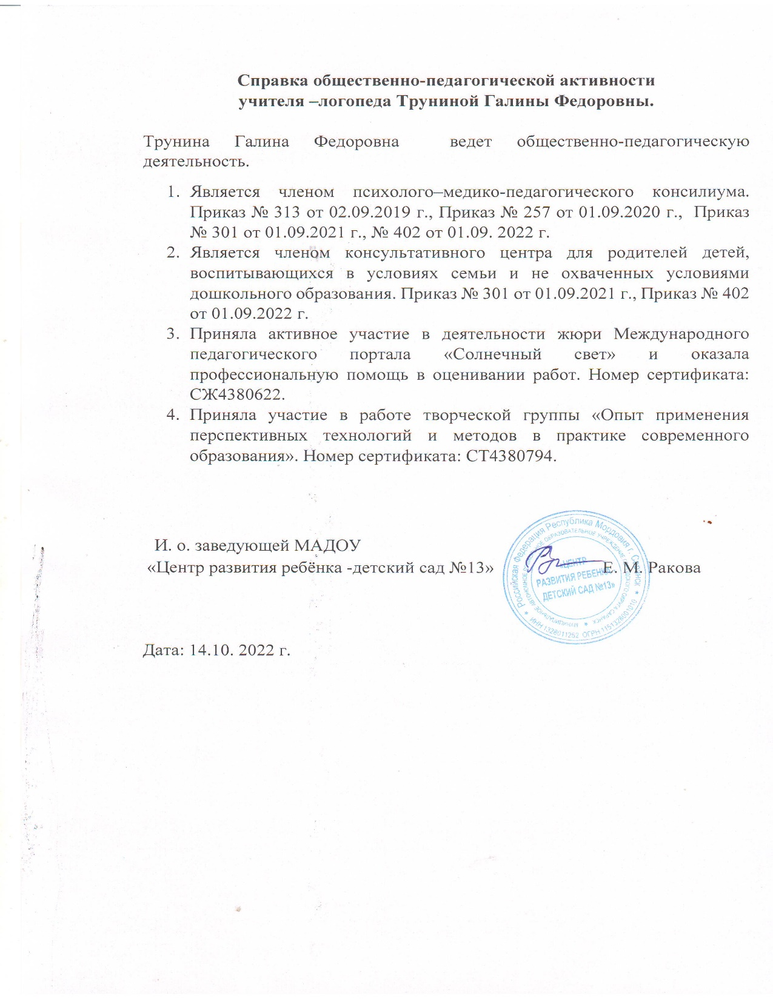 Справка общественно-педагогической активности
учителя –логопеда Труниной Галины Федоровны.
Трунина Галина Федоровна ведет общественно-педагогическую
деятельность.
1. Является членом психолого–медико-педагогического консилиума.
Приказ № 313 от 02.09.2019 г., Приказ № 257 от 01.09.2020 г., Приказ
№ 301 от 01.09.2021 г., № 402 от 01.09. 2022 г.
2. Является членом консультативного центра для родителей детей,
воспитывающихся в условиях семьи и не охваченных условиями
дошкольного образования. Приказ № 301 от 01.09.2021 г., Приказ № 402
от 01.09.2022 г.
3. Приняла активное участие в деятельности жюри Международного
педагогического портала «Солнечный свет» и оказала
профессиональную помощь в оценивании работ. Номер сертификата:
СЖ4380622.
4. Приняла участие в работе творческой группы «Опыт применения
перспективных технологий и методов в практике современного
образования». Номер сертификата: СТ4380794.
И. о. заведующей МАДОУ
«Центр развития ребёнка -детский сад №13» Е. М. Ракова
Российская Федерация Республика Мордовия г. Саранск
ИНН 1328011252 ОГРН 1151328001010
«ЦЕНТР
РАЗВИТИЯ РЕБЕНКА
ДЕТСКИЙ САД №13»
Дата: 14.10. 2022 г.